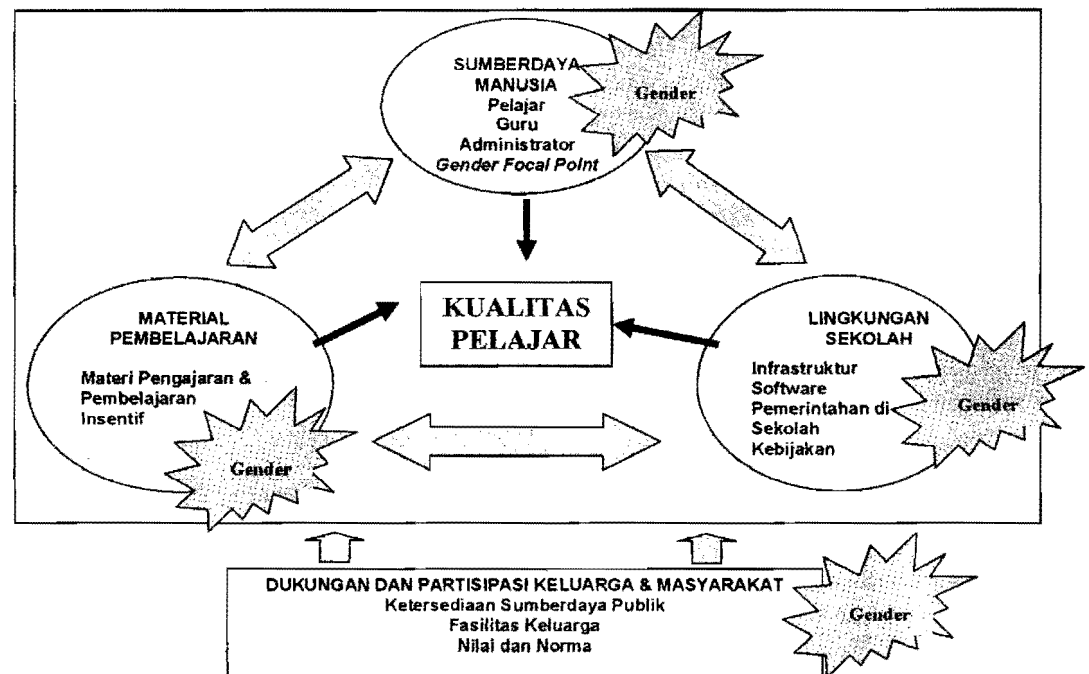 SUMBERDAYA
MANUSIA
Pelajar
Guru
Administrator
Gender Focal Point
Gender
MATERIAL
PEMBELAJARAN
Materi Pengajaran &
Pembelajaran
Insentif
Gender
KUALITAS
PELAJAR
LINGKUNGAN
SEKOLAH
Infrastruktur
Software
Pemerintahan di
Sekolah
Kebijakan
Gender
DUKUNGAN DAN PARTISIPASI KELUARGA & MASYARAKAT
Ketersediaan Sumberdaya Publik
Fasilitas Keluarga
Nilai dan Norma
Gender